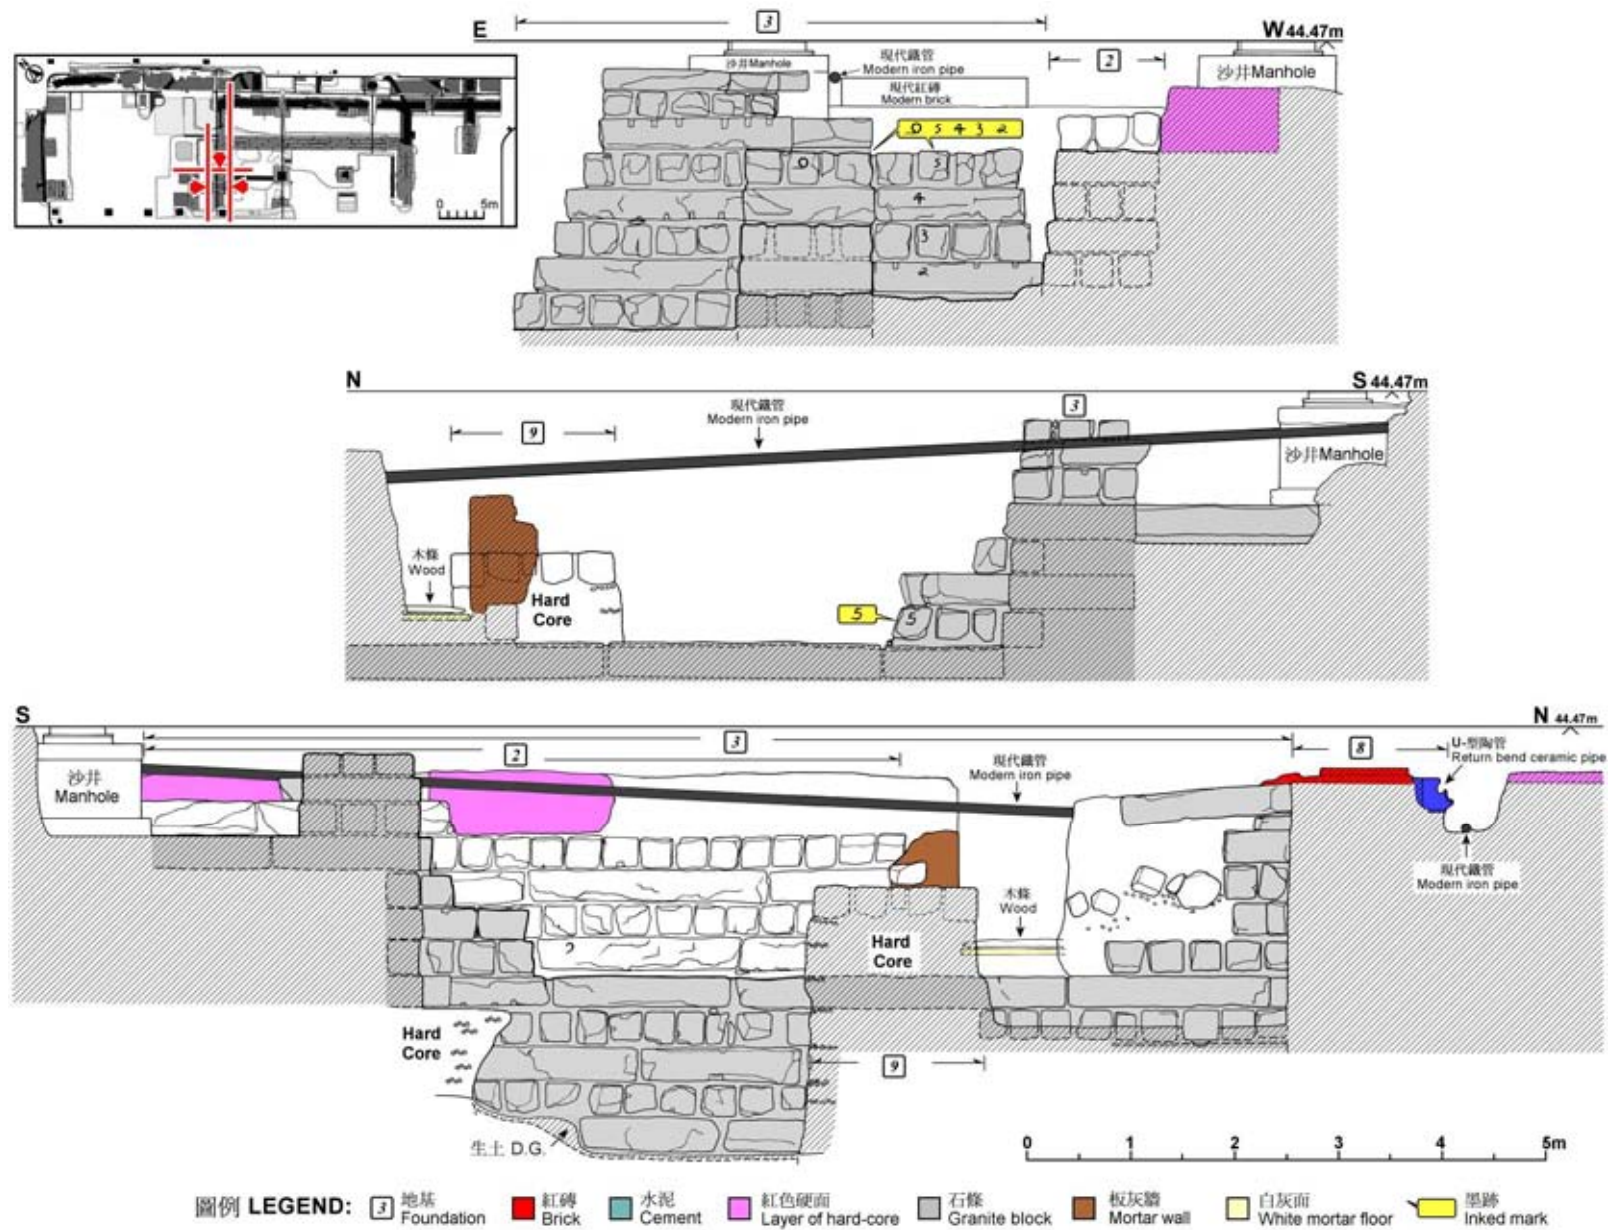 E
3
W 44.47m
沙井Manhole
現代鐵管
Modern iron pipe
現代紅磚
Modern brick
2
沙井Manhole
0 5 4 3 2
0
5
4
3
2
0
5m
N
S 44.47m
9
現代鐵管
Modern iron pipe
3
沙井Manhole
木條
Wood
Hard
Core
5
5
S
N 44.47m
3
2
8
沙井
Manhole
現代鐵管
Modern iron pipe
U-型陶管
Return bend ceramic pipe
現代鐵管
Modern iron pipe
木條
Wood
Hard
Core
2
Hard
Core
9
生土 D.G.
0 1 2 3 4 5m
圖例 LEGEND:
3 地基
Foundation
紅磚
Brick
水泥
Cement
紅色硬面
Layer of hard-core
石條
Granite block
板灰牆
Mortar wall
白灰面
White mortar floor
墨跡
Inked mark